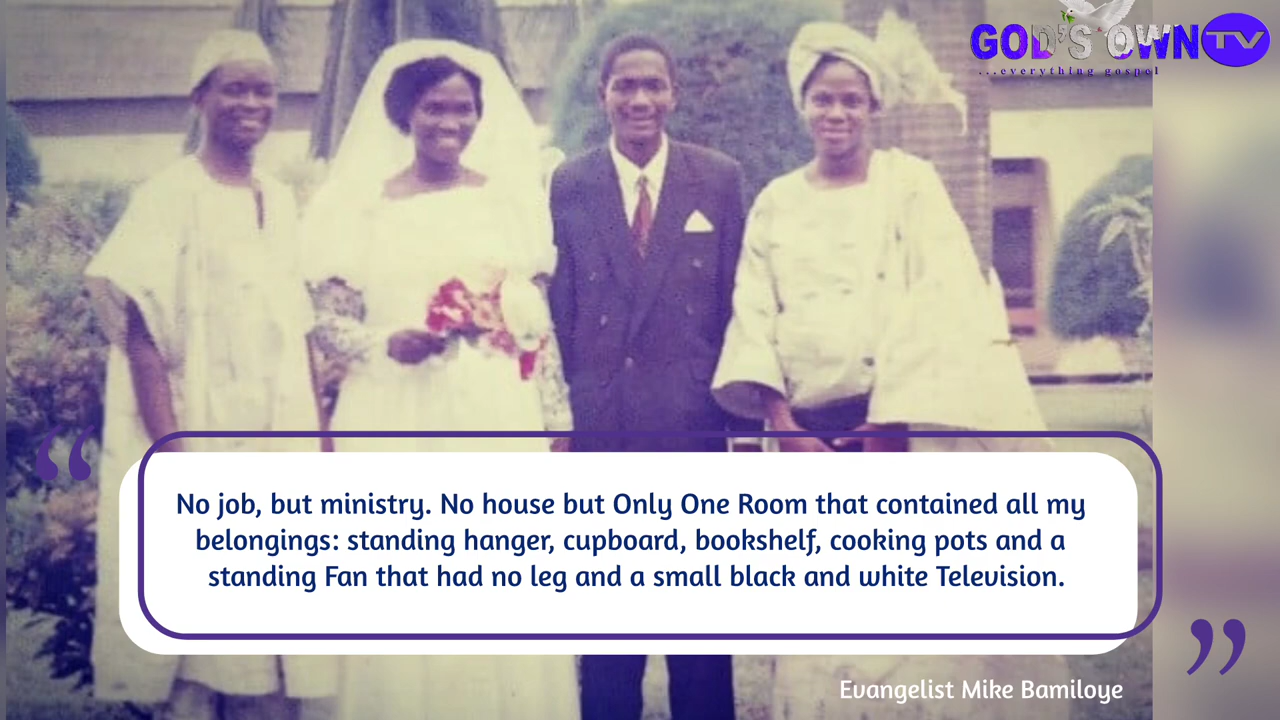 GOD'S OWN TV
...everything gospel
“
No job, but ministry. No house but Only One Room that contained all my
belongings: standing hanger, cupboard, bookshelf, cooking pots and a
standing Fan that had no leg and a small black and white Television.
”
Evangelist Mike Bamiloye